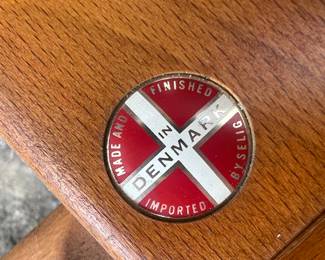 MADE AND FINISHED
IN
DENMARK
IMPORTED BY SELIG